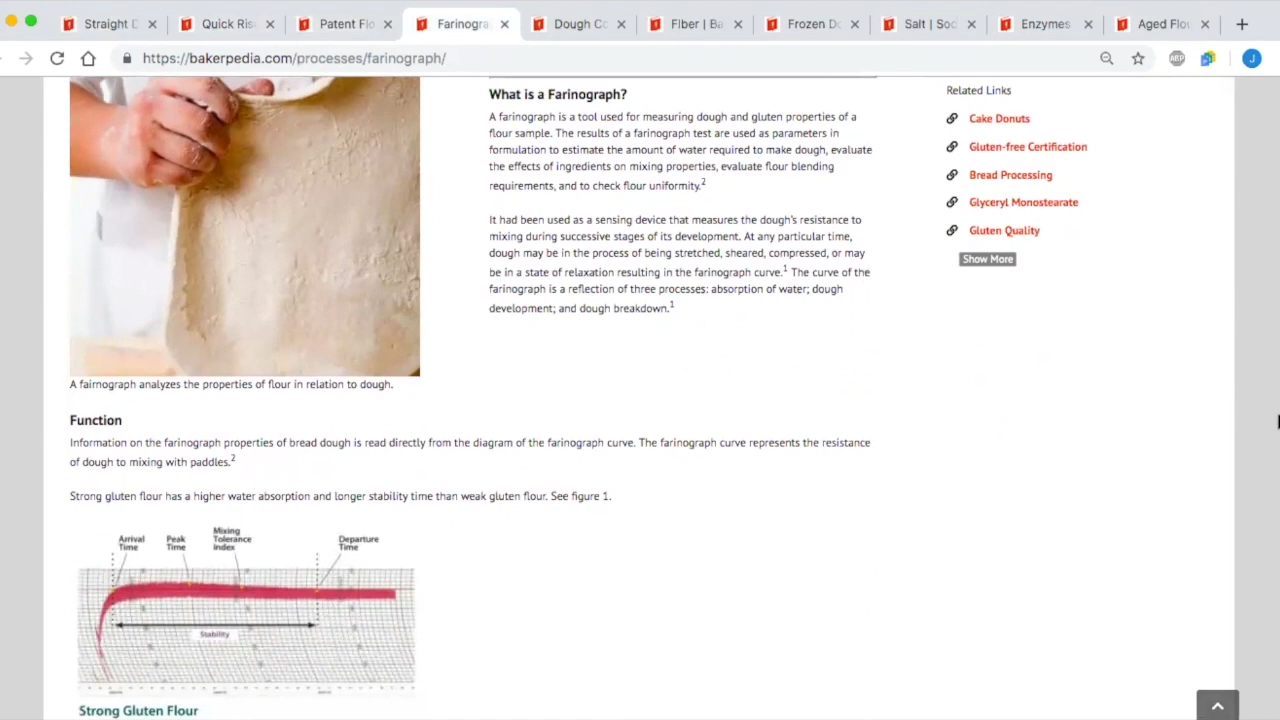 Straight D
Quick Ris
Patent Flo
Farinogra
Dough Co
Fiber | Ba
Frozen Do
Salt | Soc
Enzymes
Aged Flou
https://bakerpedia.com/processes/farinograph/
ABP
J
What is a Farinograph?
A farinograph is a tool used for measuring dough and gluten properties of a
flour sample. The results of a farinograph test are used as parameters in
formulation to estimate the amount of water required to make dough, evaluate
the effects of ingredients on mixing properties, evaluate flour blending
requirements, and to check flour uniformity.2
It had been used as a sensing device that measures the dough's resistance to
mixing during successive stages of its development. At any particular time,
dough may be in the process of being stretched, sheared, compressed, or may
be in a state of relaxation resulting in the farinograph curve.1 The curve of the
farinograph is a reflection of three processes: absorption of water; dough
development; and dough breakdown.1
Related Links
Cake Donuts
Gluten-free Certification
Bread Processing
Glyceryl Monostearate
Gluten Quality
Show More
A fairnograph analyzes the properties of flour in relation to dough.
Function
Information on the farinograph properties of bread dough is read directly from the diagram of the farinograph curve. The farinograph curve represents the resistance
of dough to mixing with paddles.2
Strong gluten flour has a higher water absorption and longer stability time than weak gluten flour. See figure 1.
Arrival
Time
Peak
Time
Mixing
Tolerance
Index
Departure
Time
Stability
Strong Gluten Flour